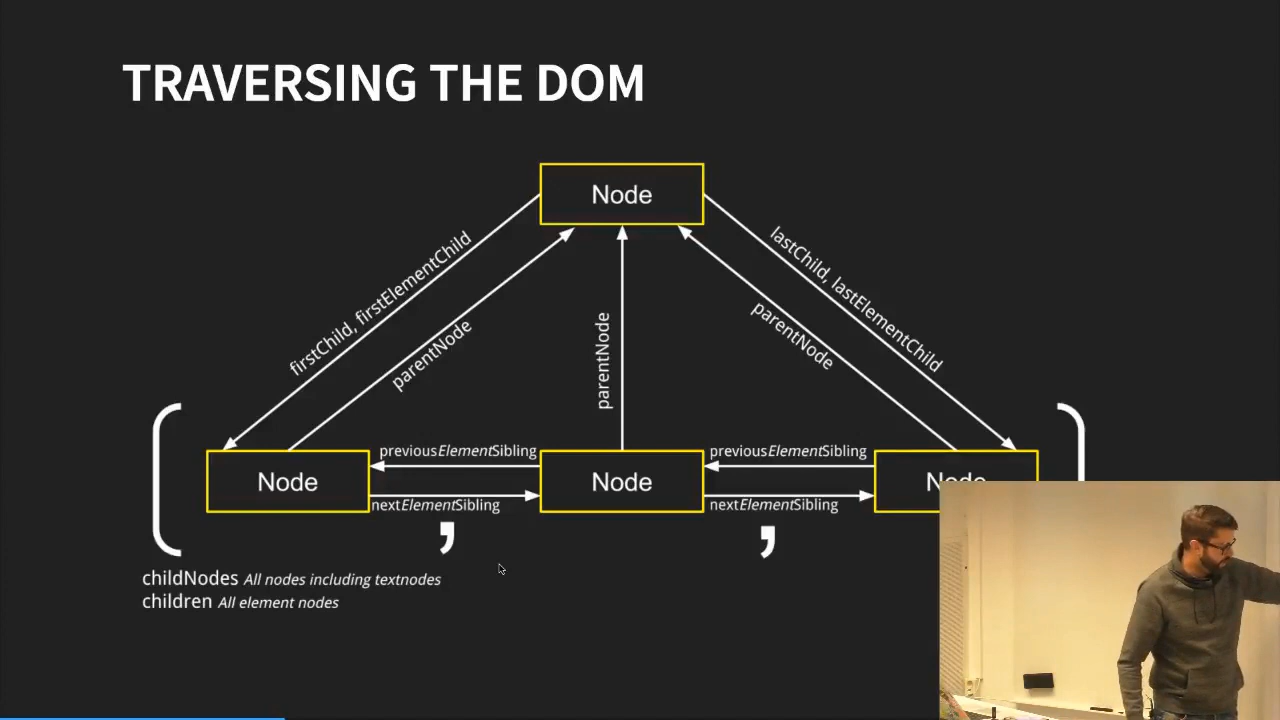 TRAVERSING THE DOM
Node
firstChild, firstElementChild
parentNode
parentNode
parentNode
lastChild, lastElementChild
Node
previousElementSibling
nextElementSibling
,
Node
previousElementSibling
nextElementSibling
,
Node
childNodes All nodes including textnodes
children All element nodes